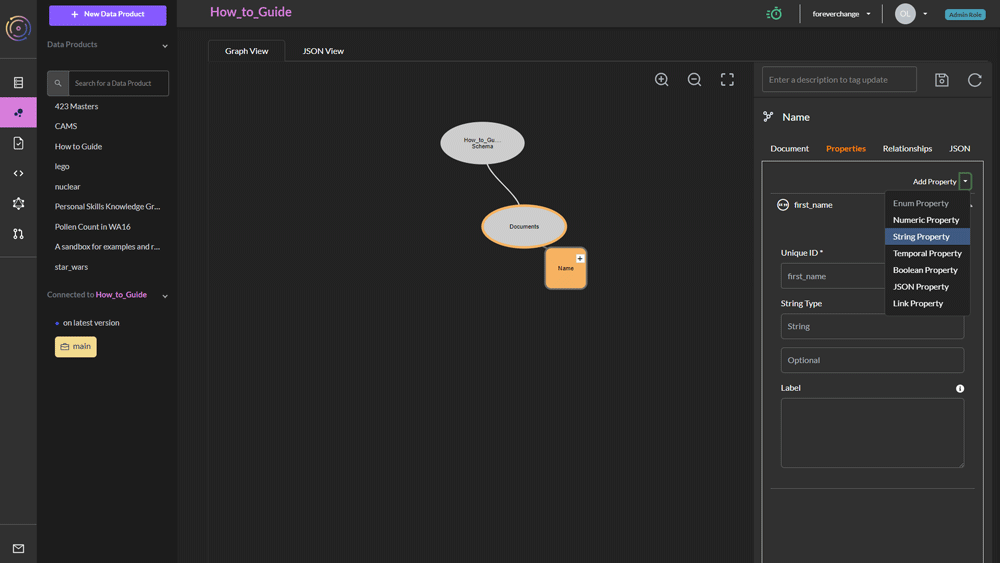 New Data Product
How_to_Guide
foreverchange
OL
Admin Role
Data Products
Search for a Data Product
423 Masters
CAMS
How to Guide
lego
nuclear
Personal Skills Knowledge Gr...
Pollen Count in WA16
A sandbox for examples and r...
star_wars
Connected to How_to_Guide
on latest version
main
Graph View
JSON View
How_to_Gu...
Schema
Documents
Name
Enter a description to tag update
Name
Document
Properties
Relationships
JSON
Add Property
first_name
Enum Property
Numeric Property
String Property
Temporal Property
Boolean Property
JSON Property
Link Property
Unique ID *
first_name
String Type
String
Optional
Label